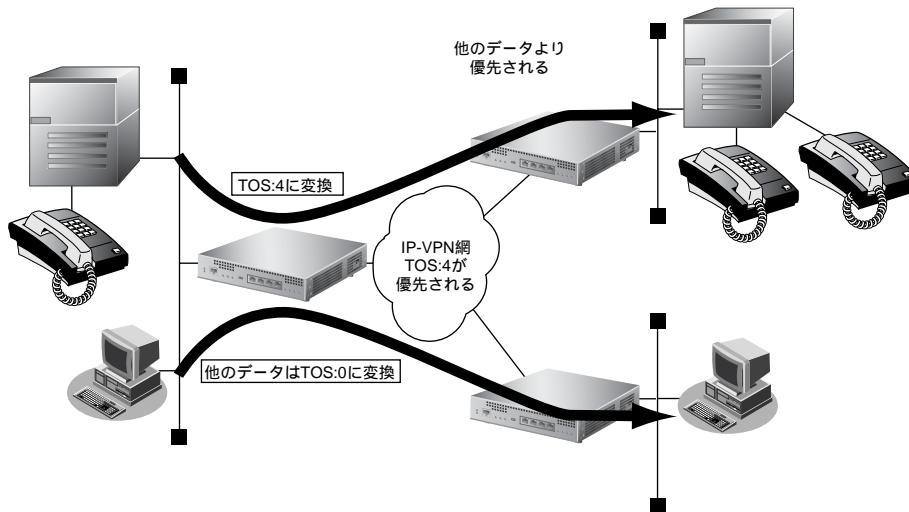 他のデータより
優先される
TOS:4に変換
IP-VPN網
TOS:4が
優先される
他のデータはTOS:0に変換